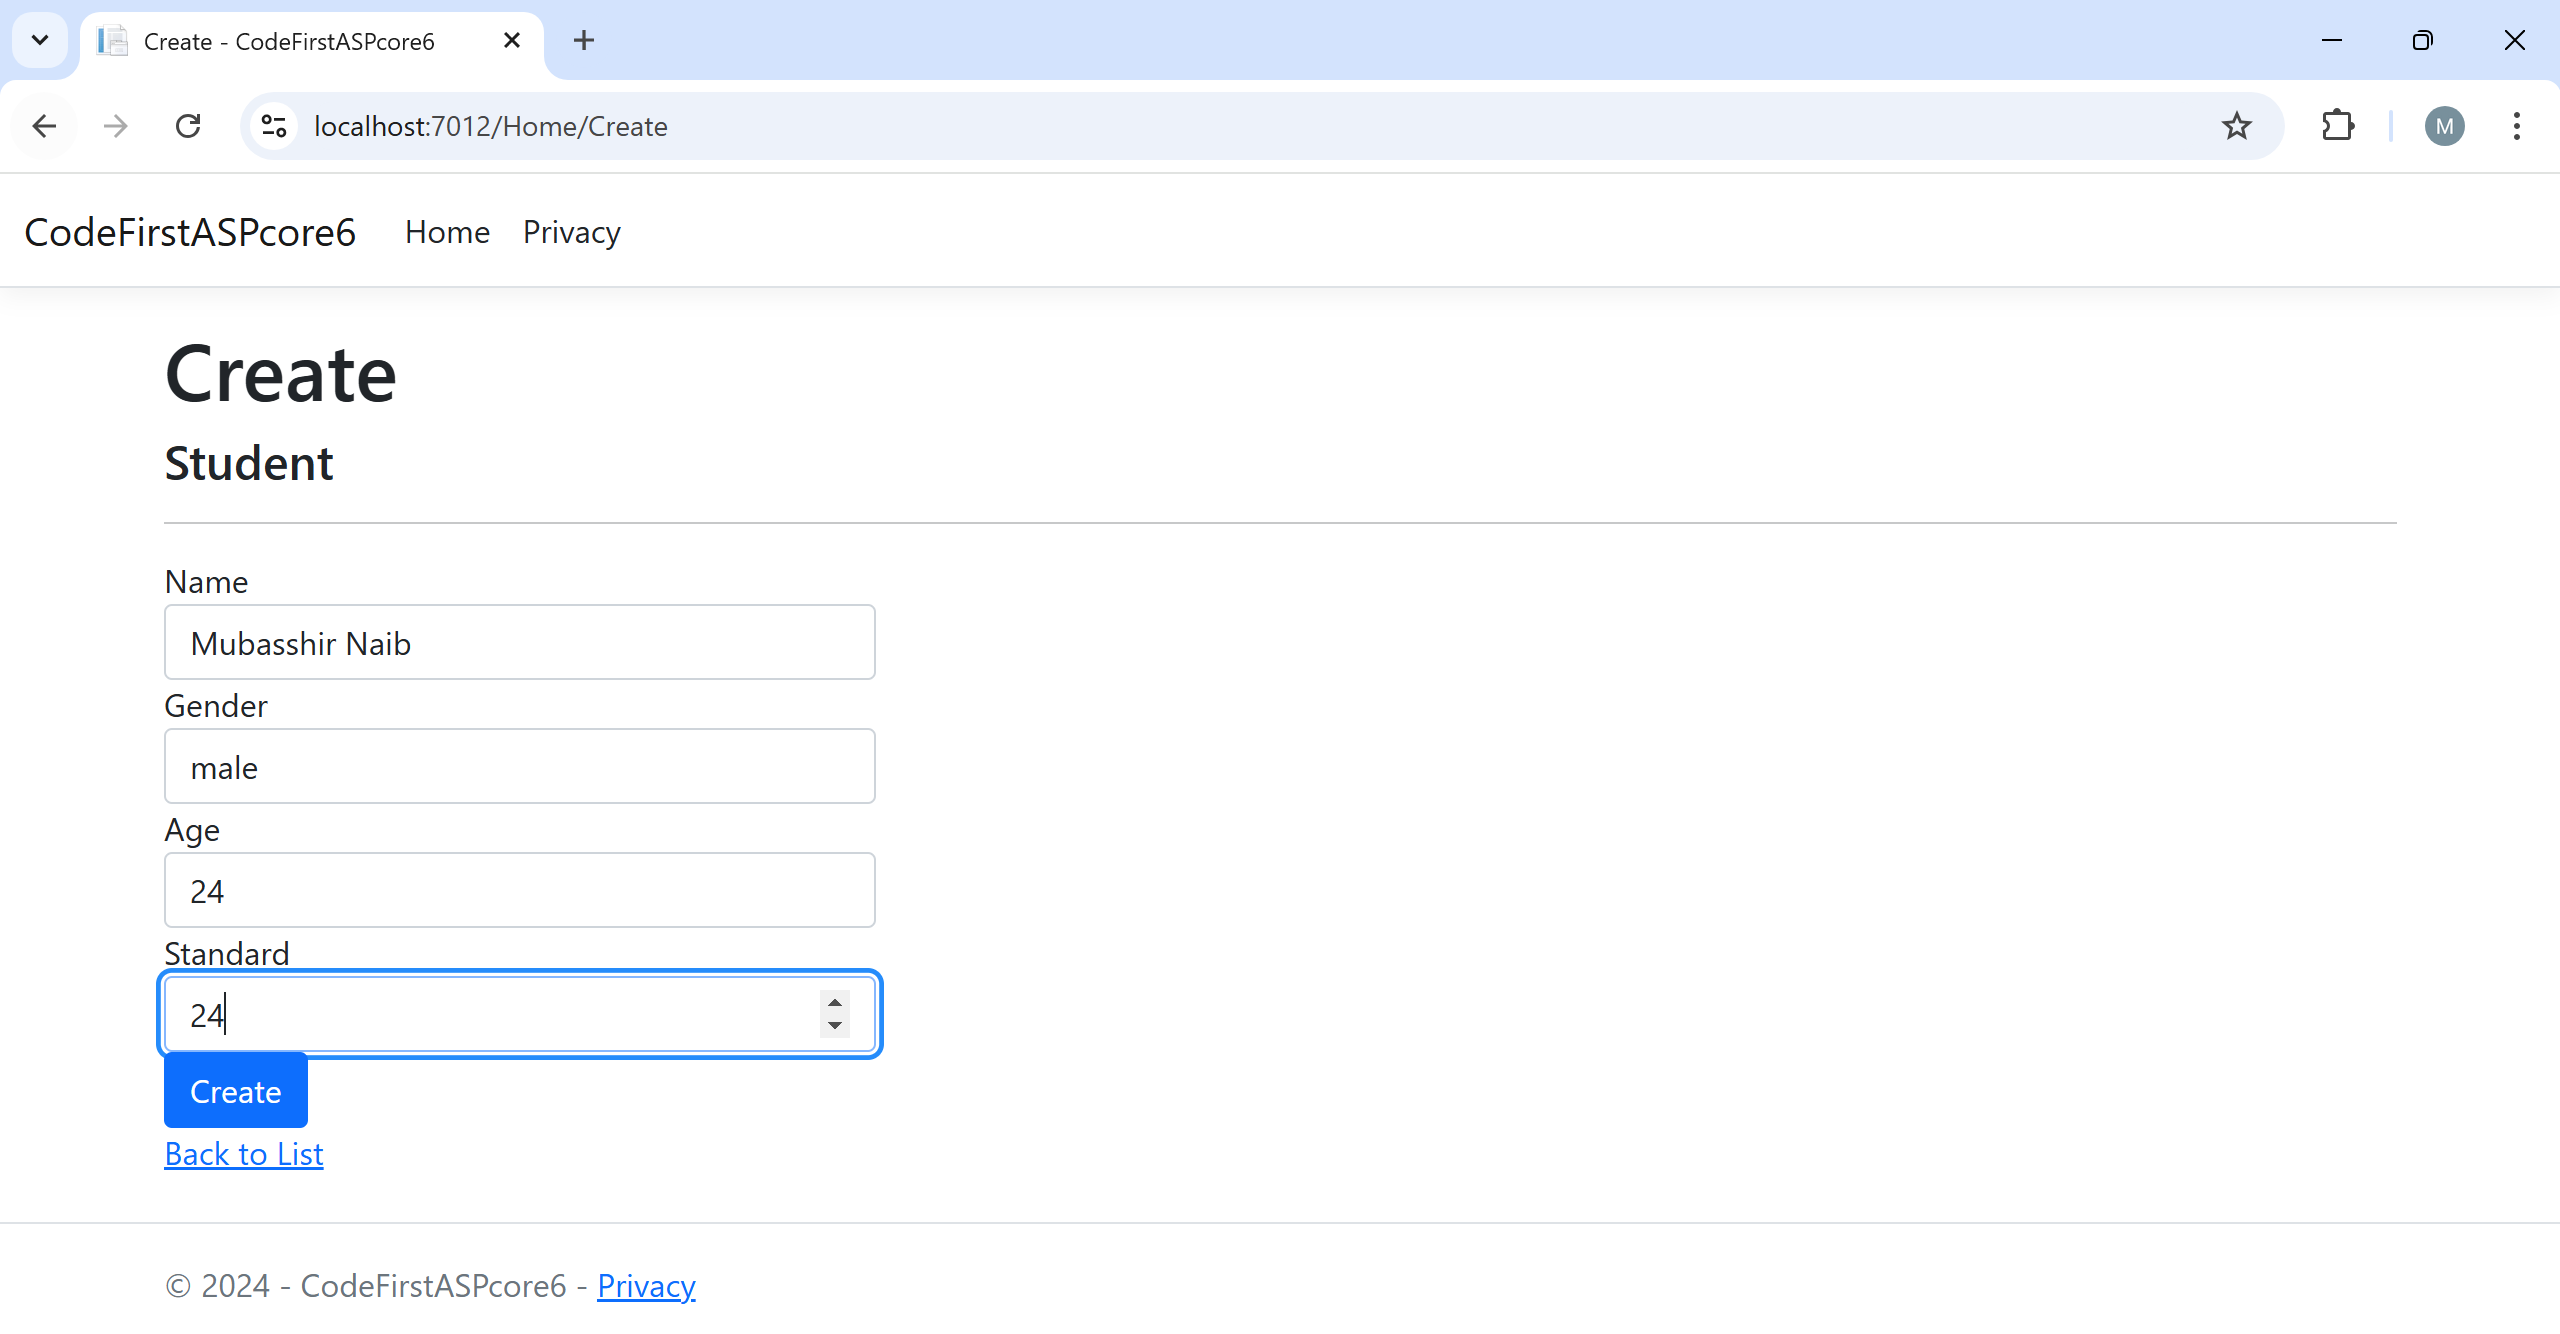 Create - CodeFirstASPcore6
localhost:7012/Home/Create
M
CodeFirstASPcore6 Home Privacy
Create
Student
Name
Mubasshir Naib
Gender
male
Age
24
Standard
24
Create
Back to List
© 2024 - CodeFirstASPcore6 - Privacy